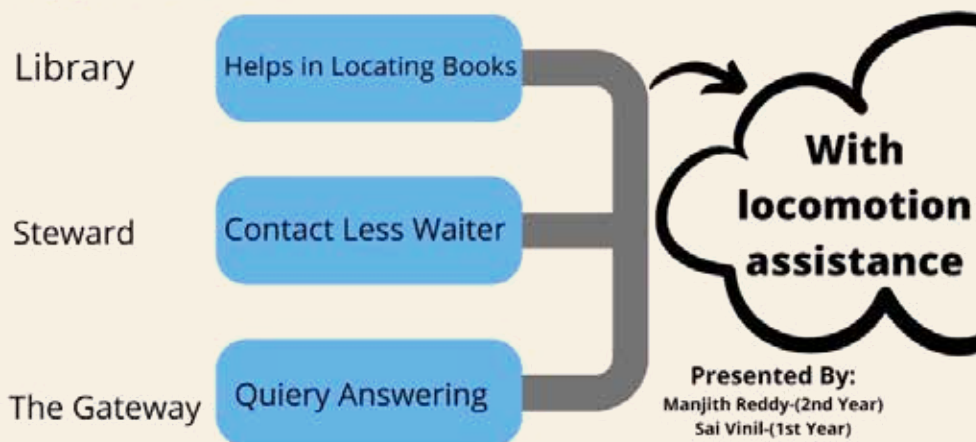 Library
Helps in Locating Books
Steward
Contact Less Waiter
The Gateway
Quiery Answering
With
locomotion
assistance
Presented By:
Manjith Reddy-(2nd Year)
Sai Vinil-(1st Year)